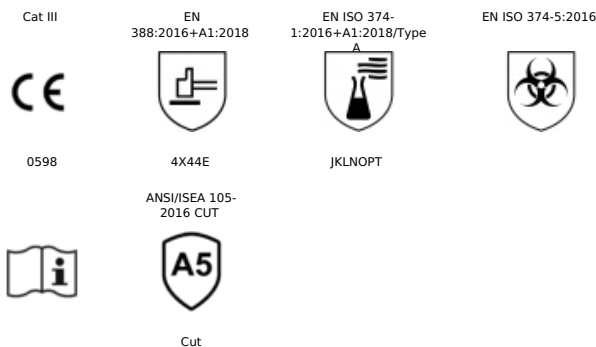 Cat III
EN
388:2016+A1:2018
EN ISO 374-
1:2016+A1:2018/Type
A
EN ISO 374-5:2016
CE
0598
4X44E
JKLNOPT
ANSI/ISEA 105-
2016 CUT
i
A5
Cut